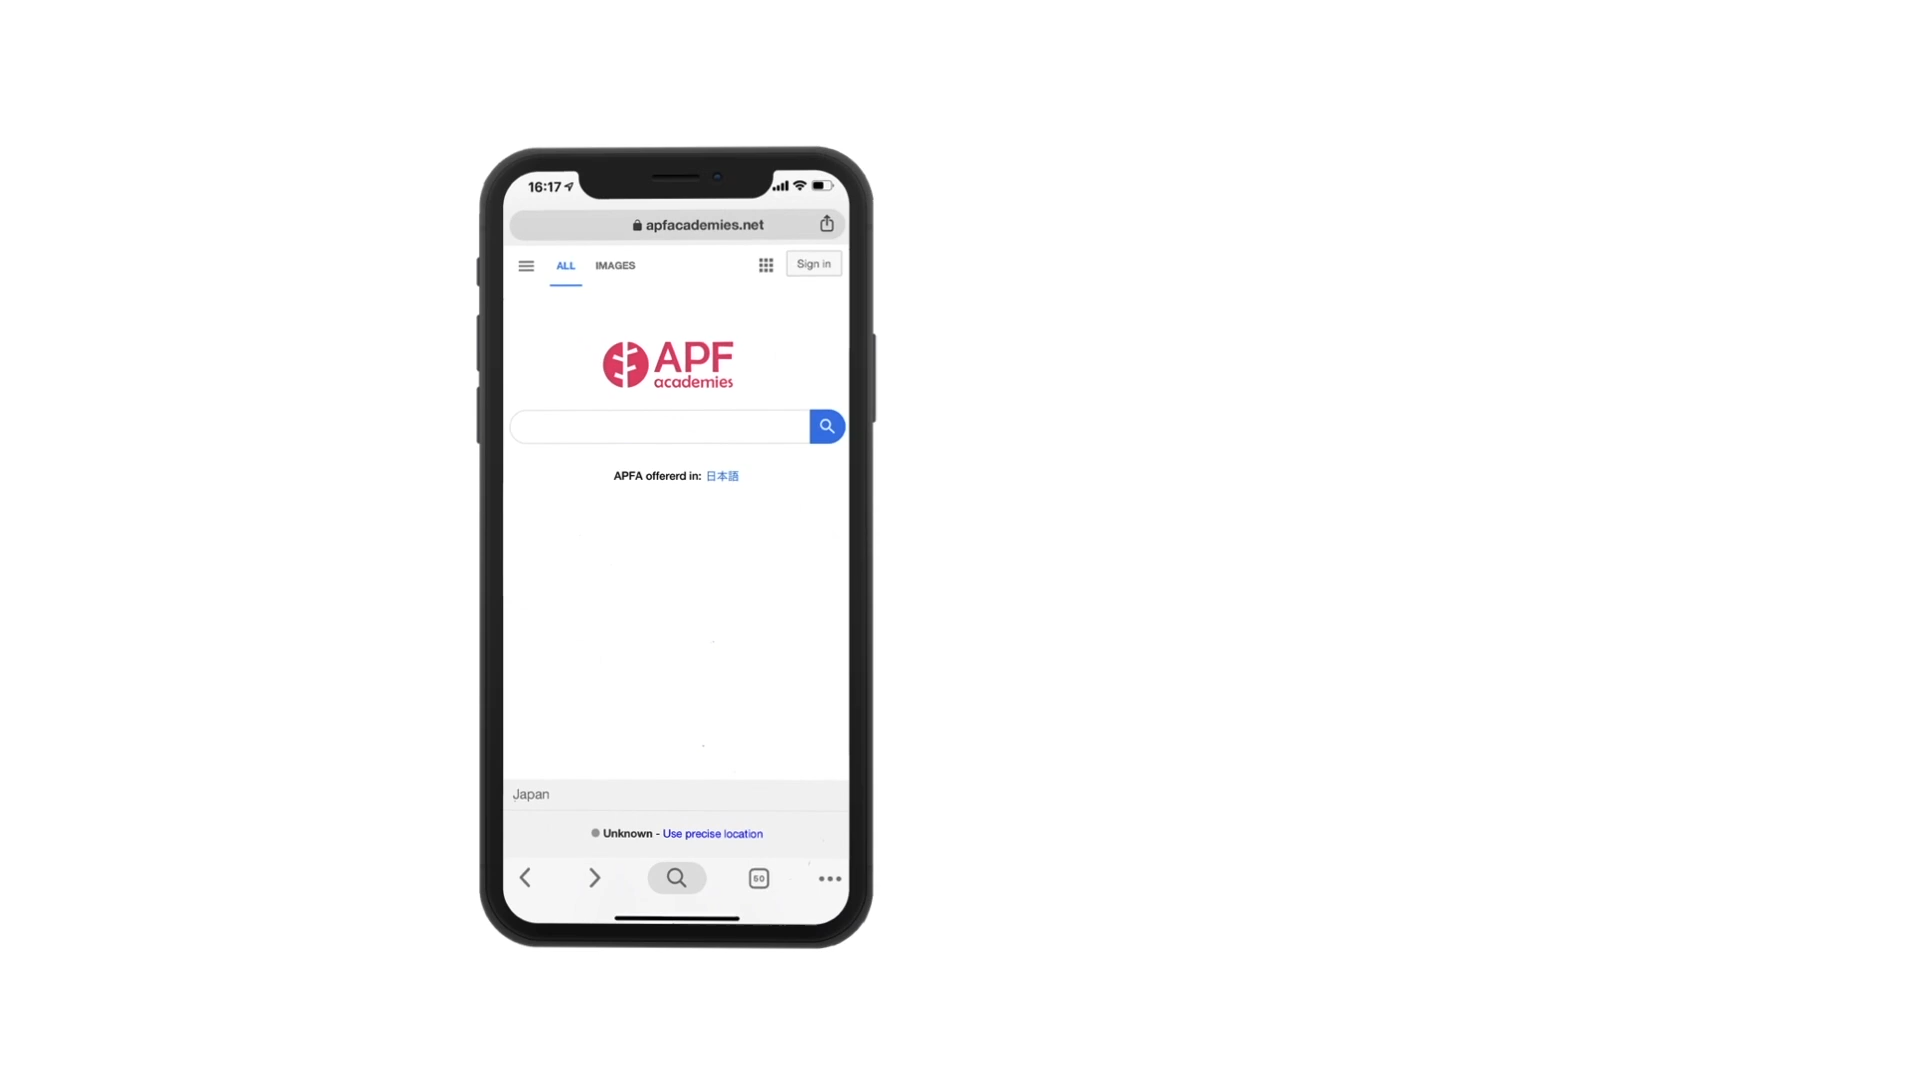 16:17
apfacademies.net
ALL IMAGES Sign in
APF
academies
APFA offererd in: 日本語
Japan
Unknown - Use precise location
50